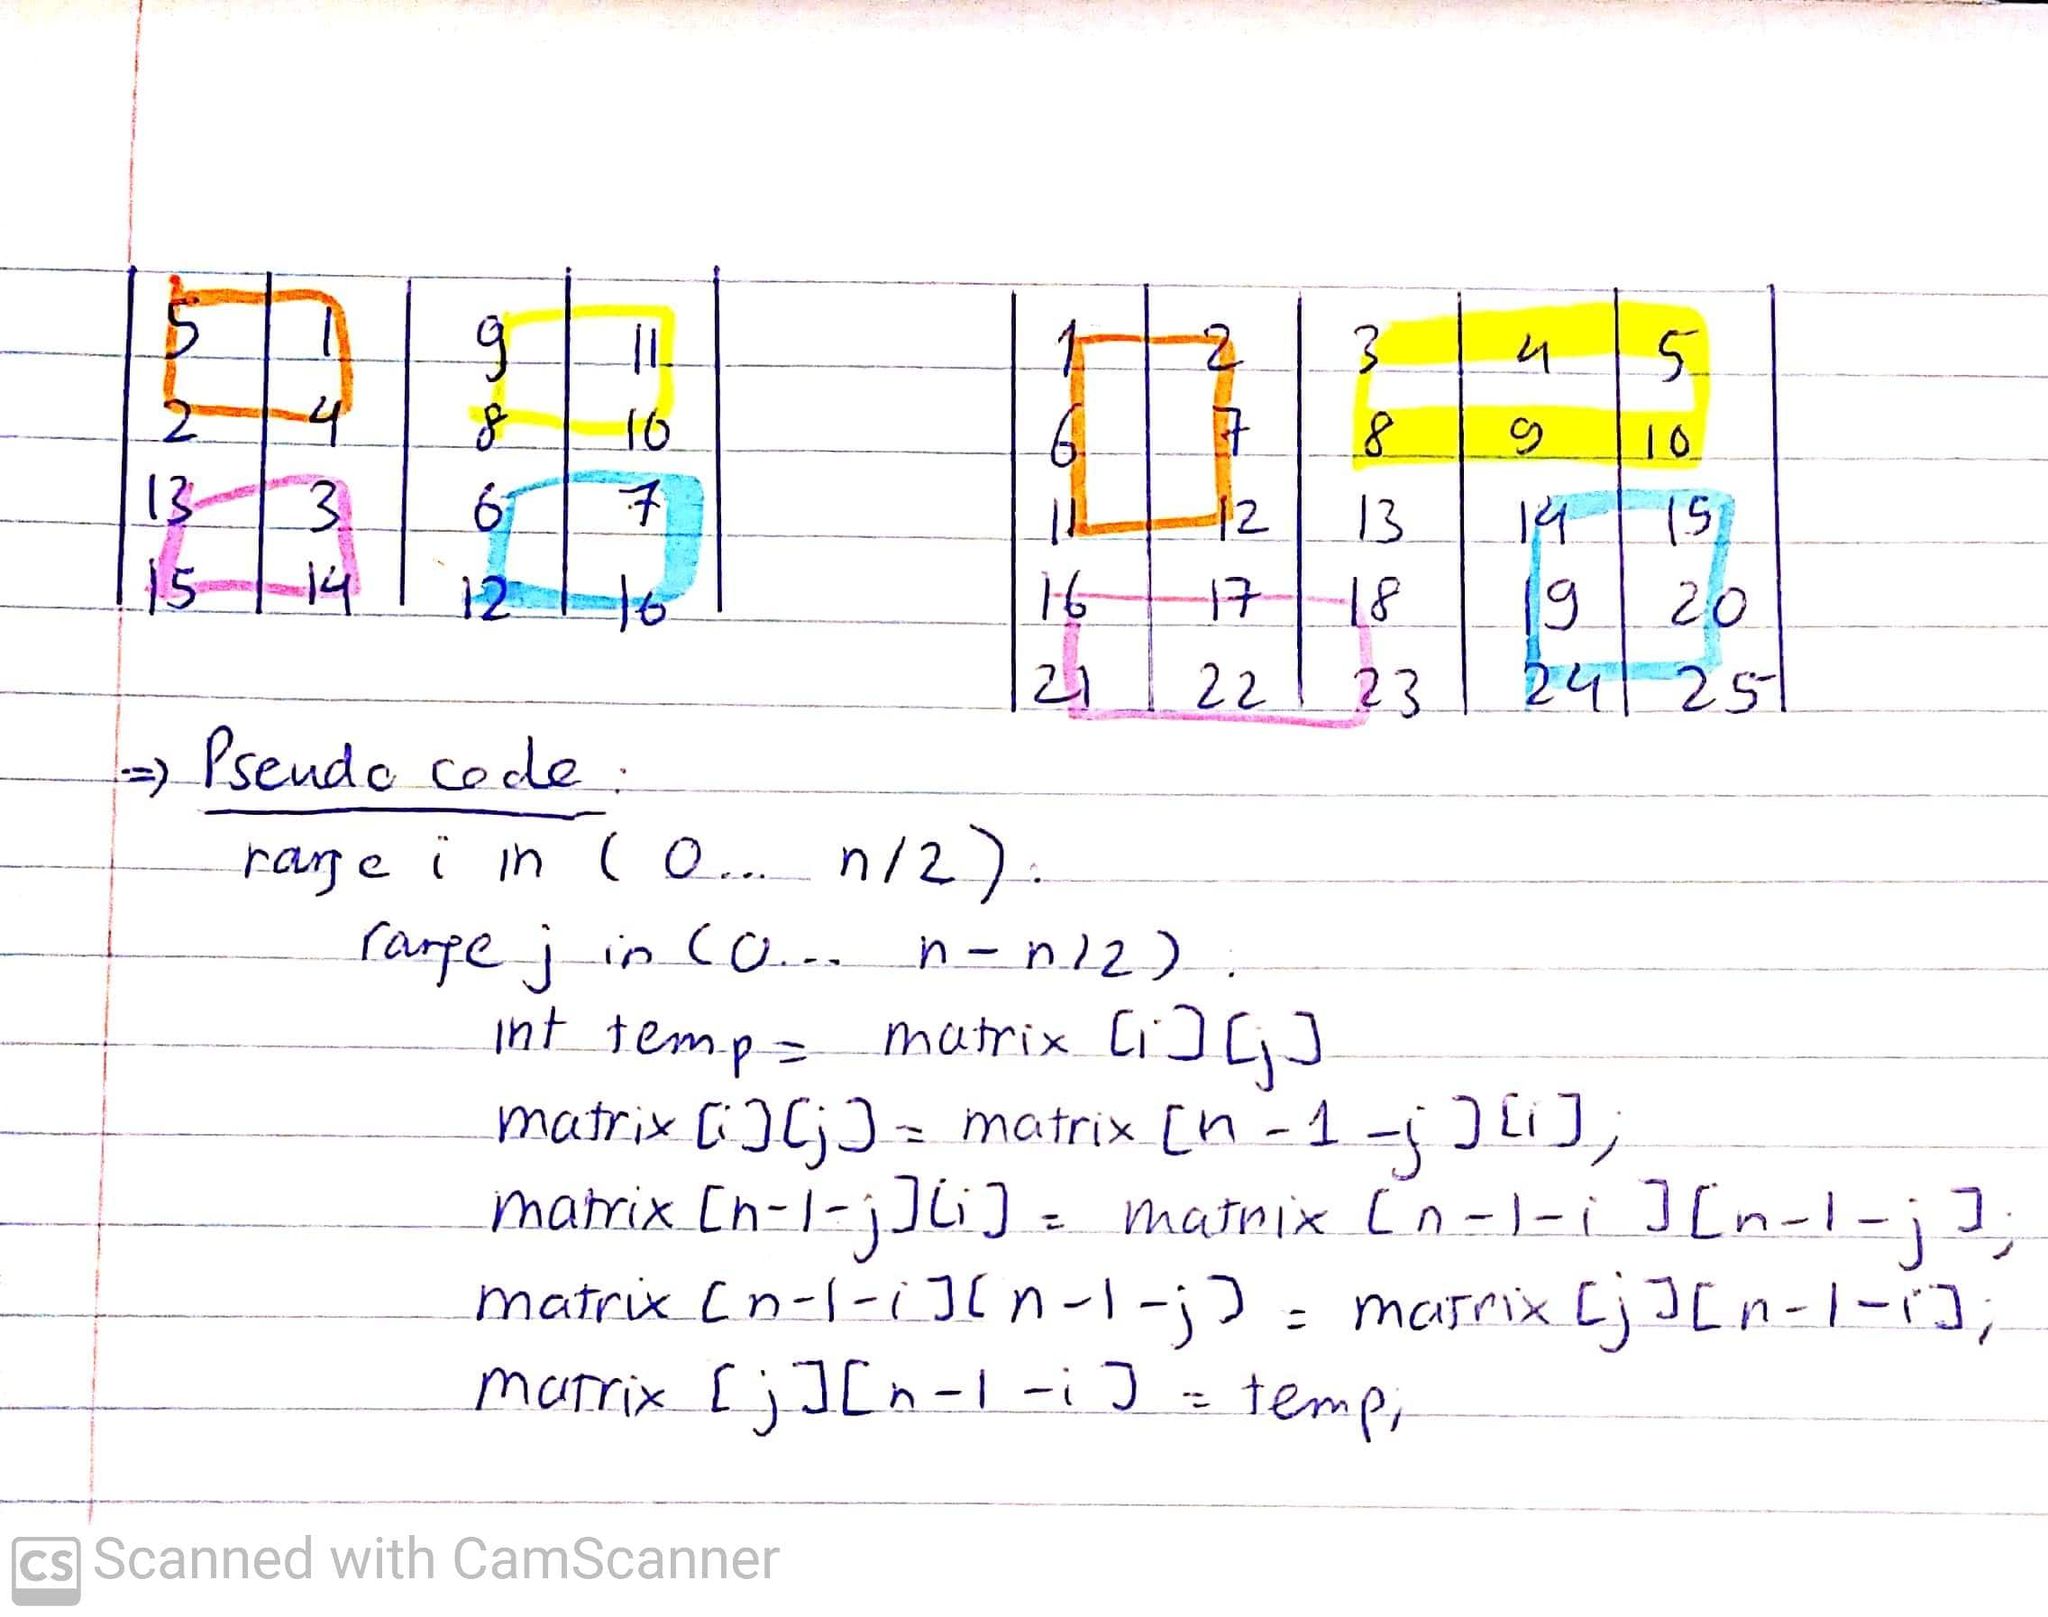 5 1 9 11
2 4 8 10
13 3 6 7
15 14 12 16
1 2 3 4 5
6 7 8 9 10
11 12 13 14 15
16 17 18 19 20
21 22 23 24 25
=> Pseudo code:
range i in (0... n/2).
range j in (0... n-n/2).
int temp = matrix [i][j]
matrix [i][j] = matrix [n-1-j][i];
matrix [n-1-j][i] = matrix [n-1-i][n-1-j];
matrix [n-1-i][n-1-j] = matrix [j][n-1-i];
matrix [j][n-1-i] = temp;
CS Scanned with CamScanner